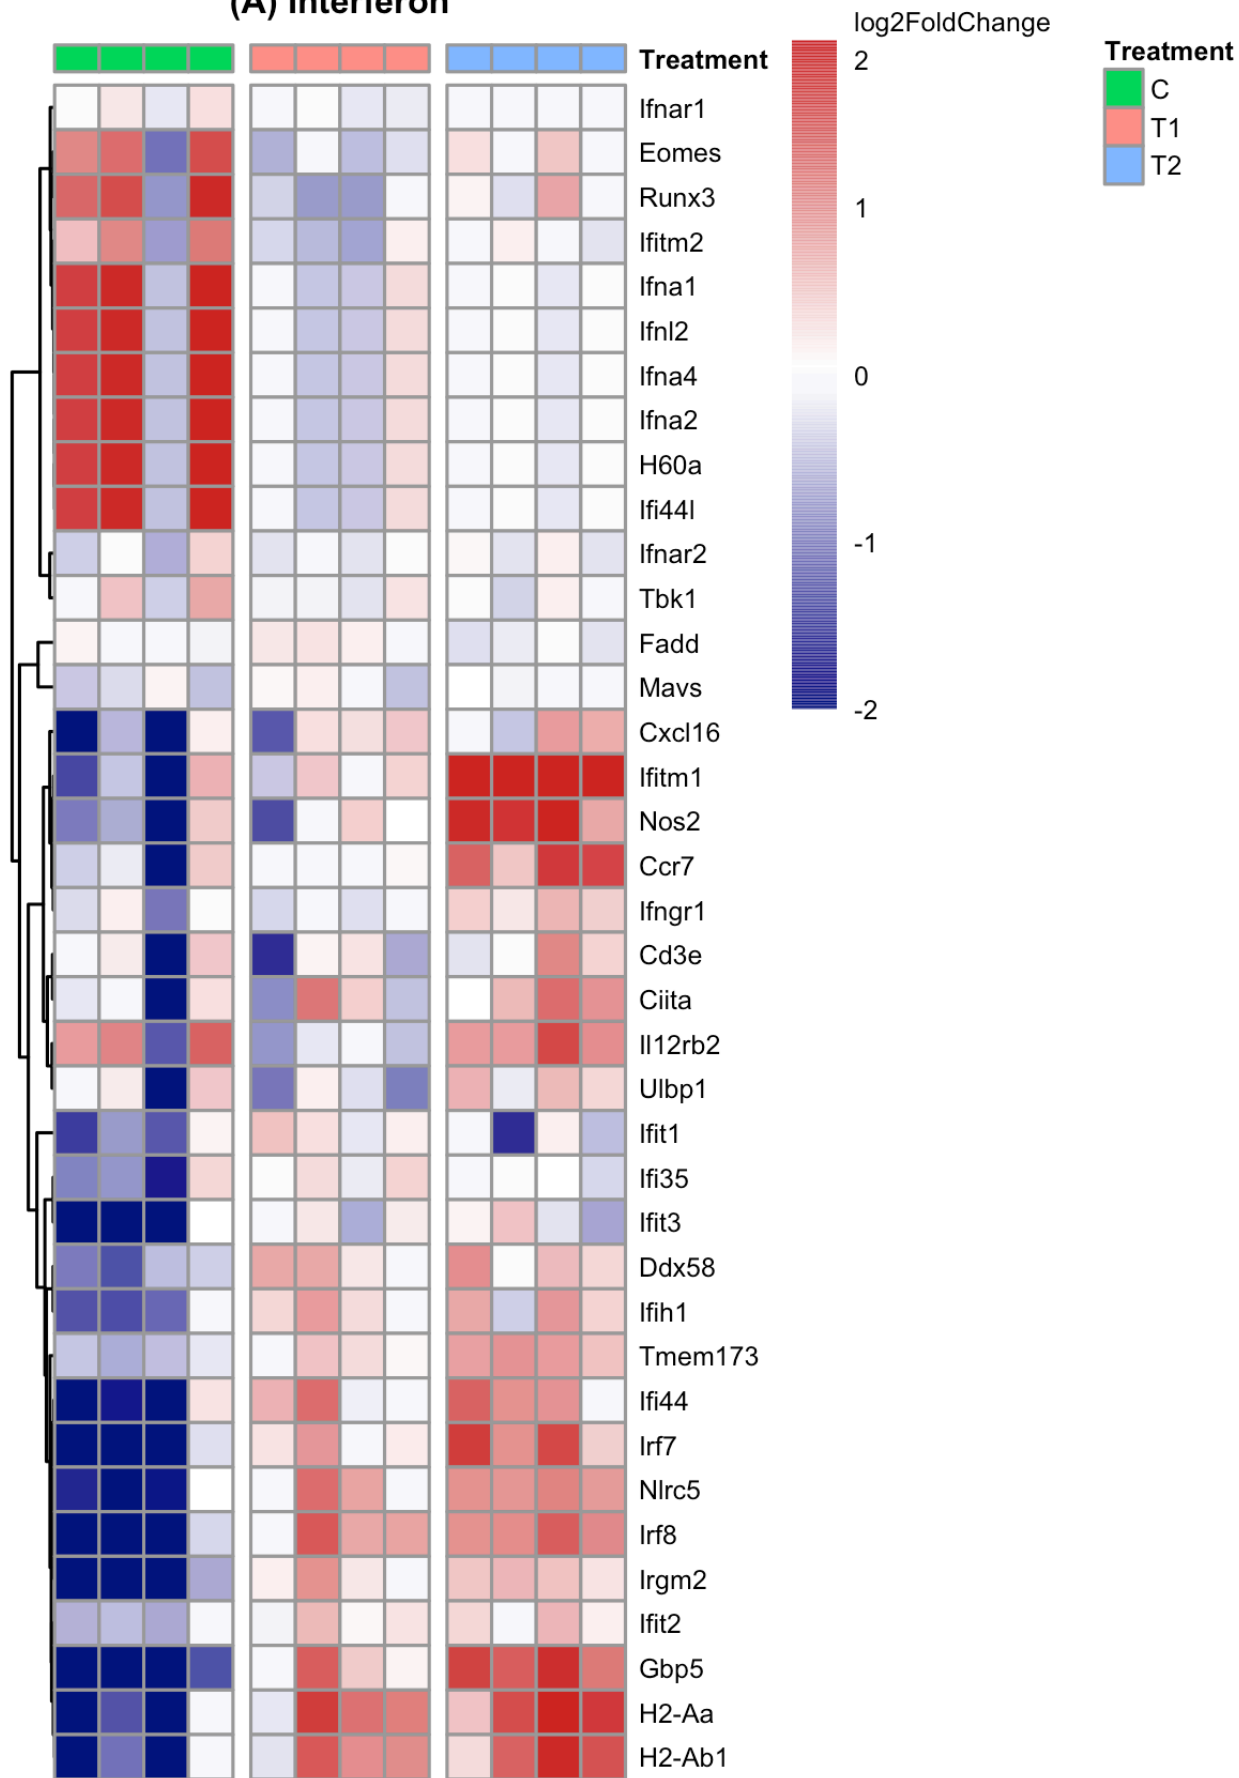 (A) Interferon
log2FoldChange
Treatment
Treatment
2
1
0
-1
-2
C
T1
T2
Ifnar1
Eomes
Runx3
Ifitm2
Ifna1
Ifnl2
Ifna4
Ifna2
H60a
Ifi44l
Ifnar2
Tbk1
Fadd
Mavs
Cxcl16
Ifitm1
Nos2
Ccr7
Ifngr1
Cd3e
Ciita
Il12rb2
Ulbp1
Ifit1
Ifi35
Ifit3
Ddx58
Ifih1
Tmem173
Ifi44
Irf7
Nlrc5
Irf8
Irgm2
Ifit2
Gbp5
H2-Aa
H2-Ab1